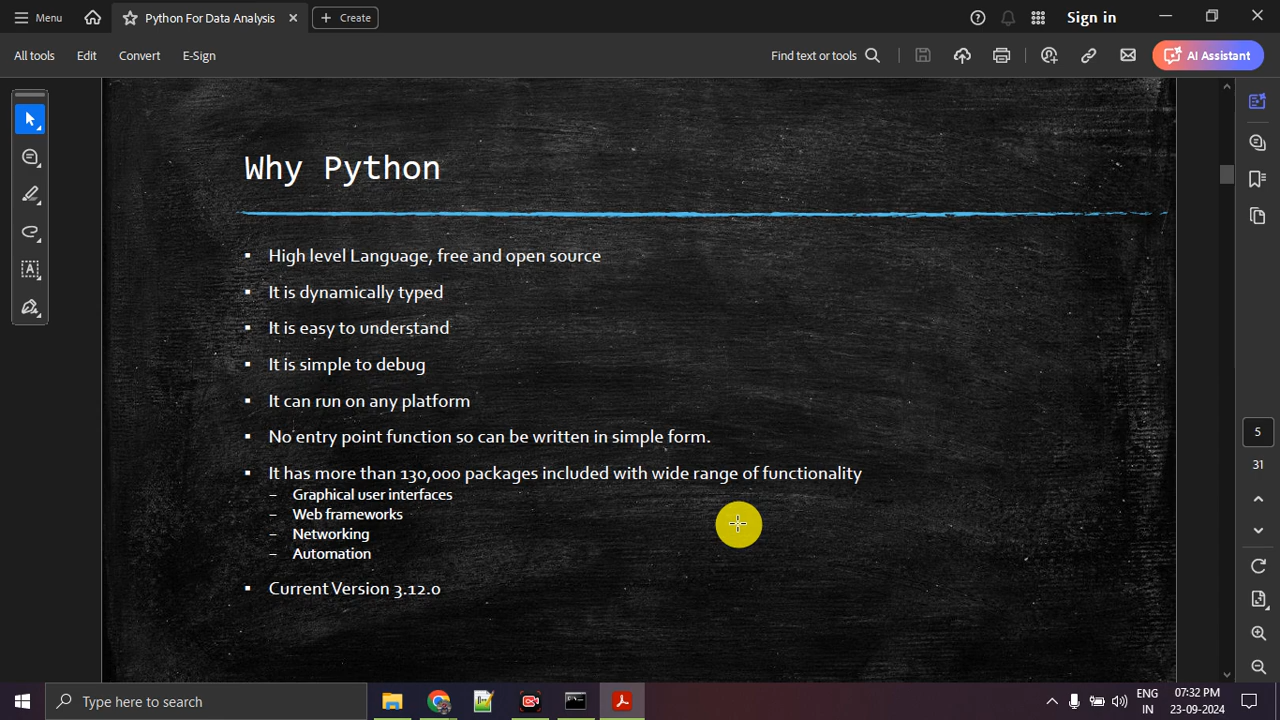 Menu
Python For Data Analysis
Create
Sign in
All tools
Edit
Convert
E-Sign
Find text or tools
AI Assistant
Why Python
▪ High level Language, free and open source
▪ It is dynamically typed
▪ It is easy to understand
▪ It is simple to debug
▪ It can run on any platform
▪ No entry point function so can be written in simple form.
▪ It has more than 130,000 packages included with wide range of functionality
– Graphical user interfaces
– Web frameworks
– Networking
– Automation
▪ Current Version 3.12.0
5
31
Type here to search
ENG
IN
07:32 PM
23-09-2024